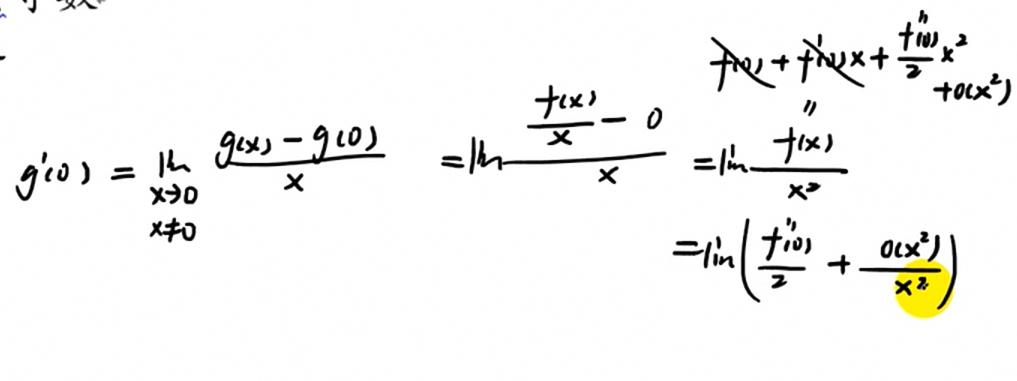 f(0) + f'(0)x + f''(0)/2 x²
+o(x²)
g'(0) = lim x→0 x≠0 (g(x) - g(0))/x = lim (f(x)/x - 0)/x = lim f(x)/x²
= lim ( f''(0)/2 + o(x²)/x² )